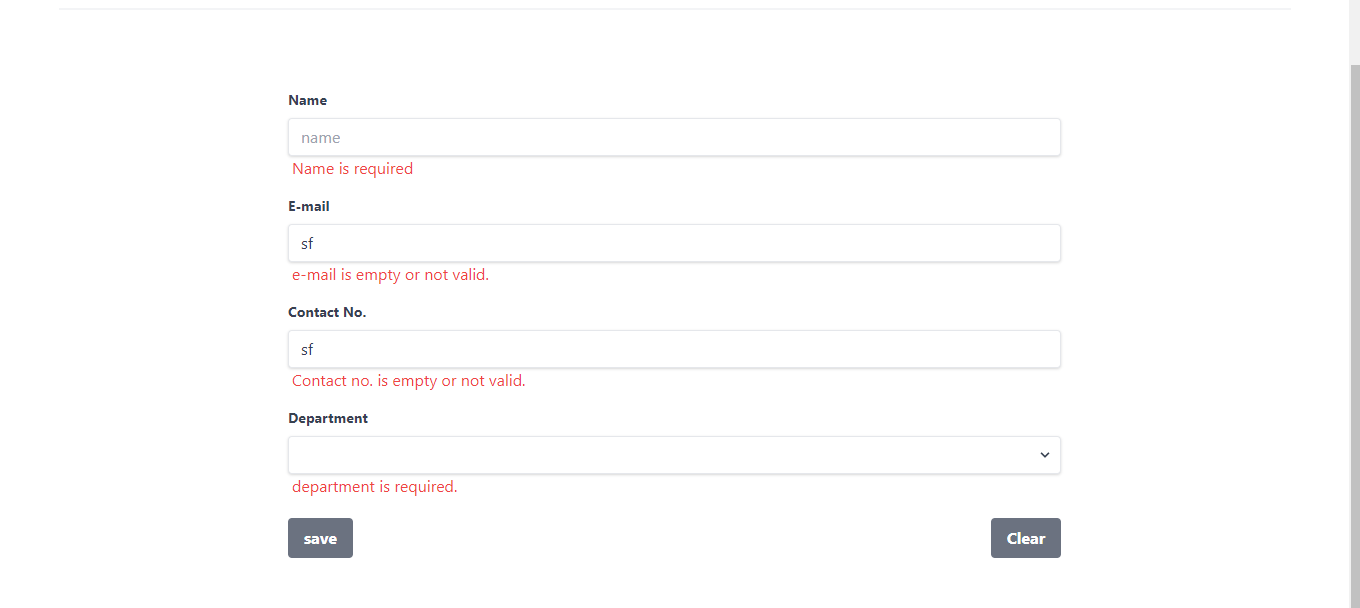 Name
name
Name is required
E-mail
sf
e-mail is empty or not valid.
Contact No.
sf
Contact no. is empty or not valid.
Department
department is required.
save
Clear